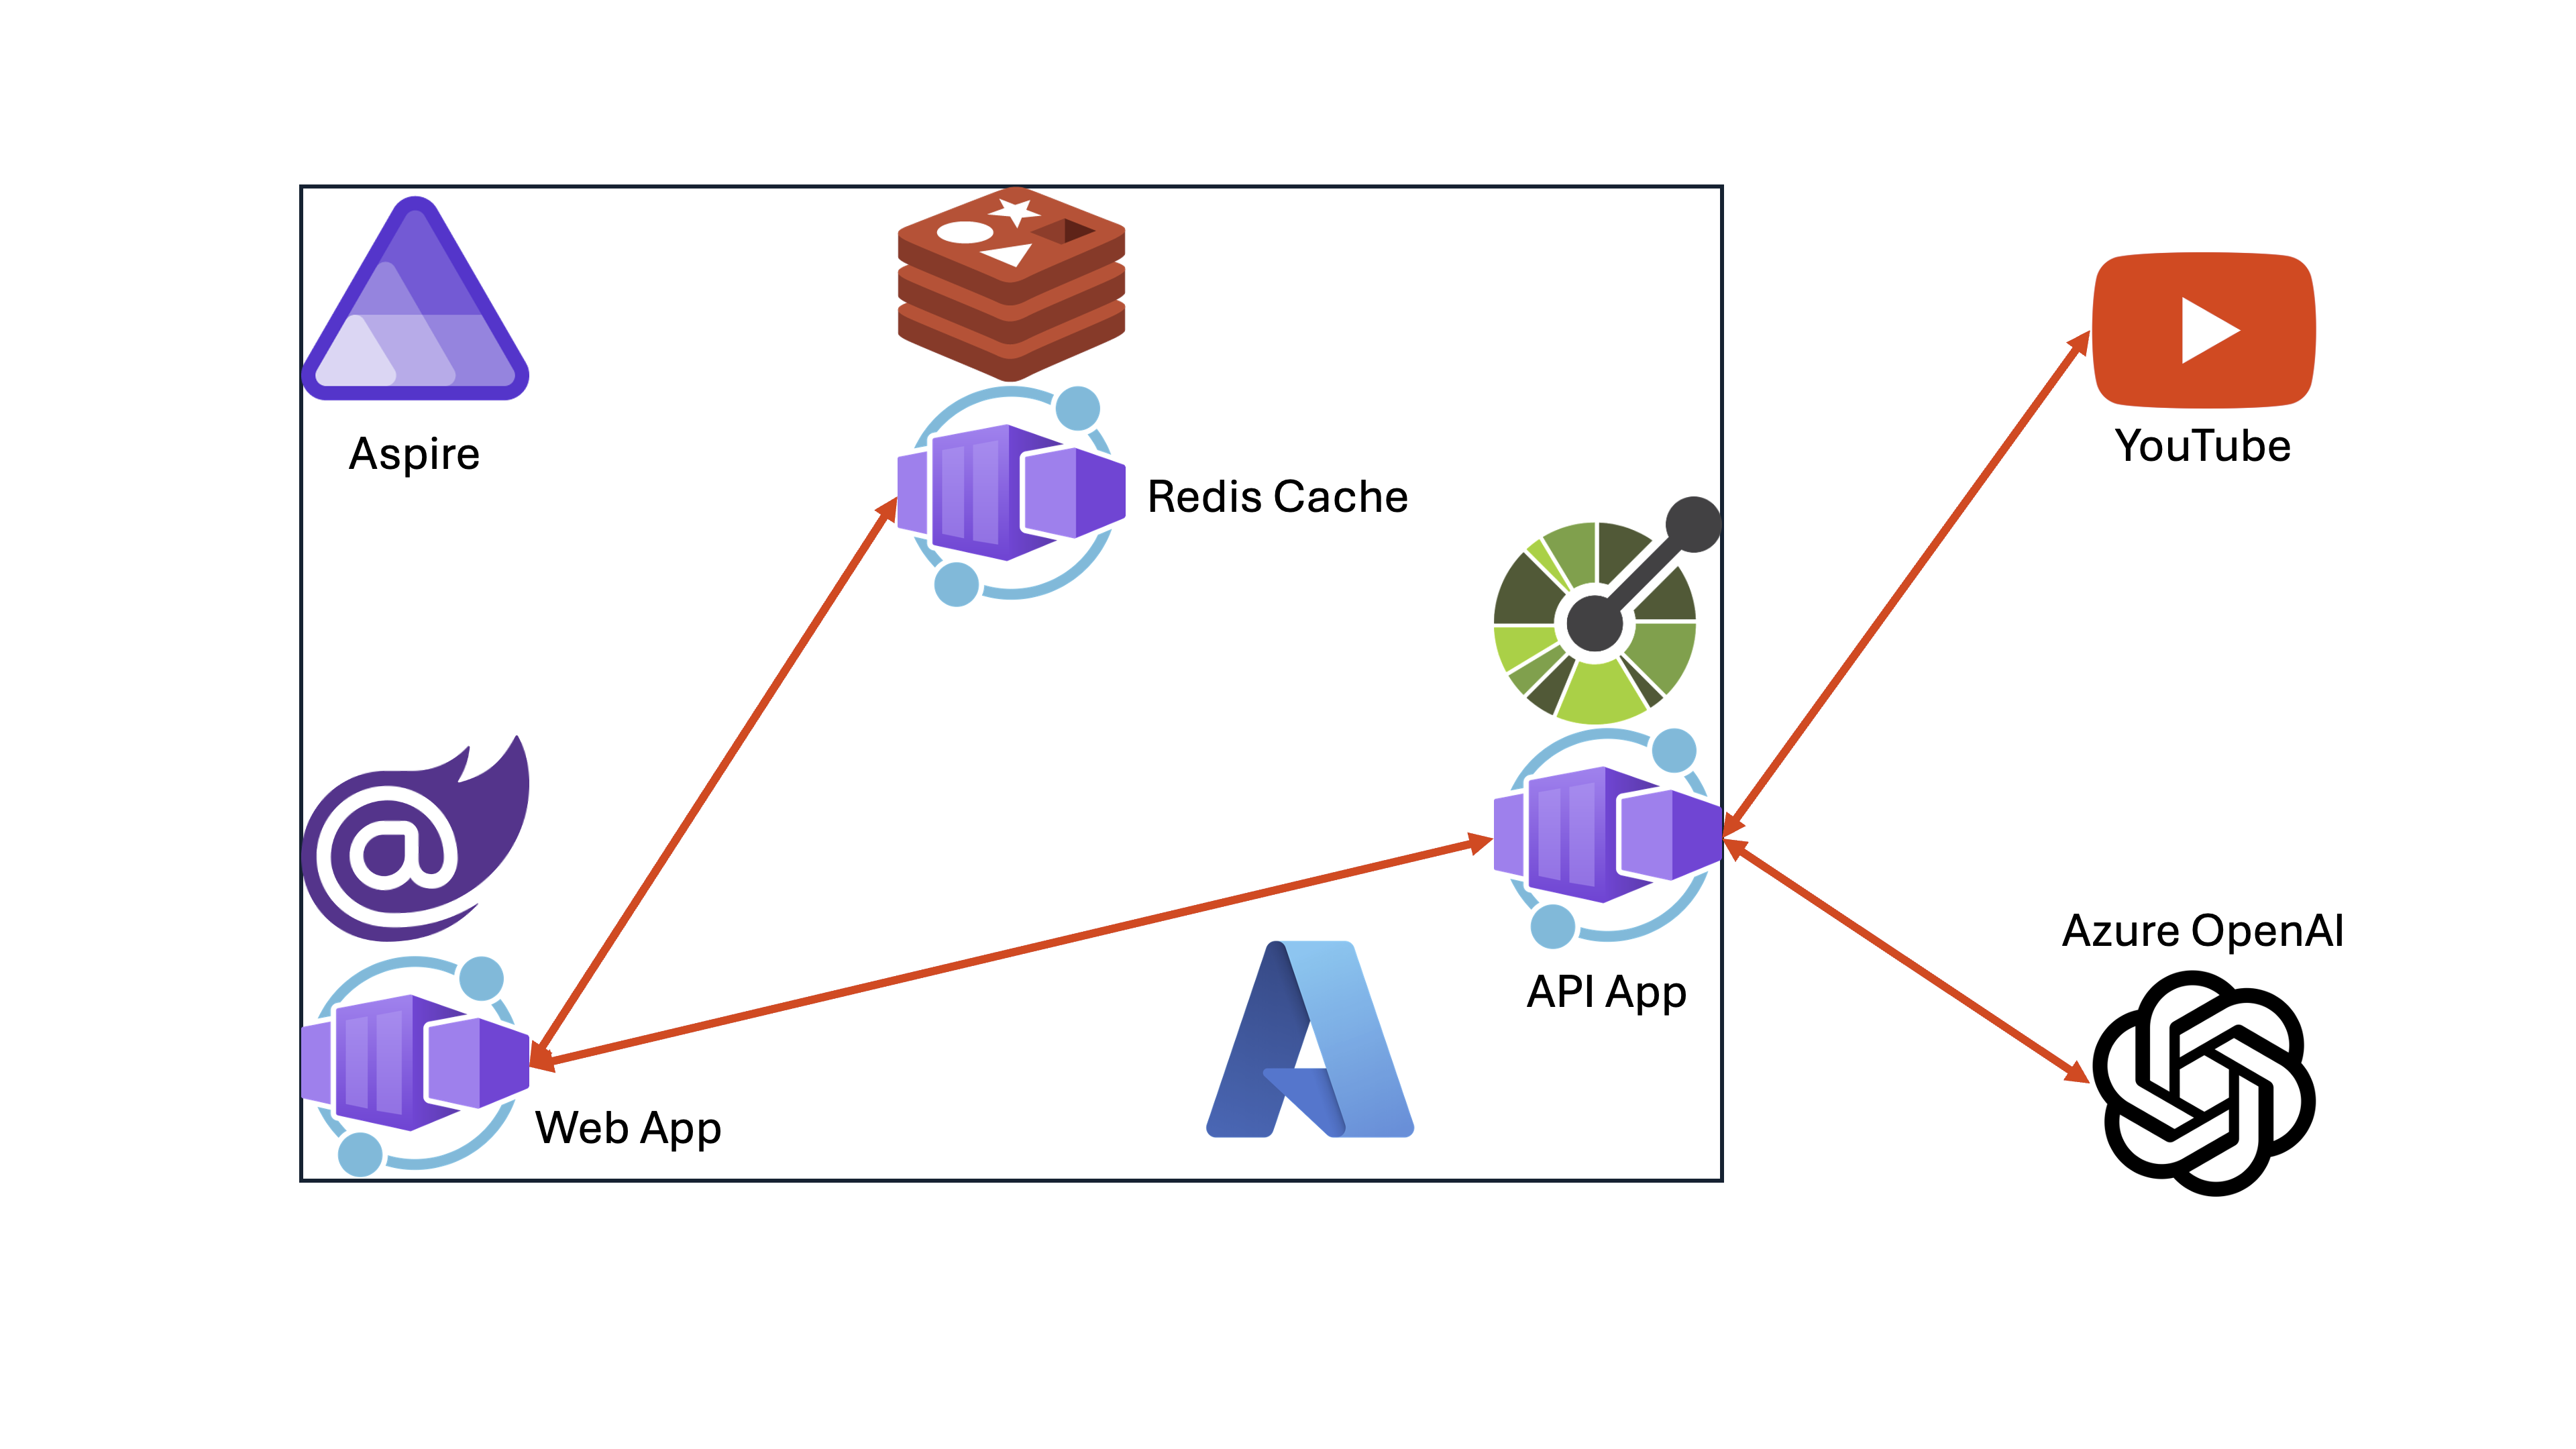 Aspire
Redis Cache
YouTube
Azure OpenAI
API App
Web App